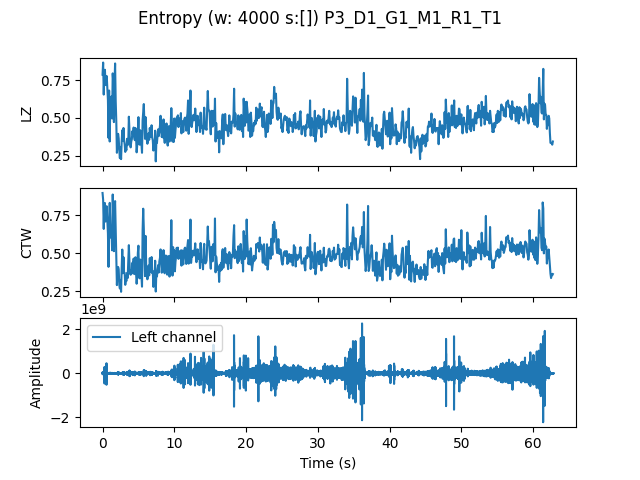 Entropy (w: 4000 s:[]) P3_D1_G1_M1_R1_T1
0.75
0.50
0.25
LZ
0.75
0.50
0.25
CTW
1e9
Left channel
2
0
−2
Amplitude
0 10 20 30 40 50 60
Time (s)